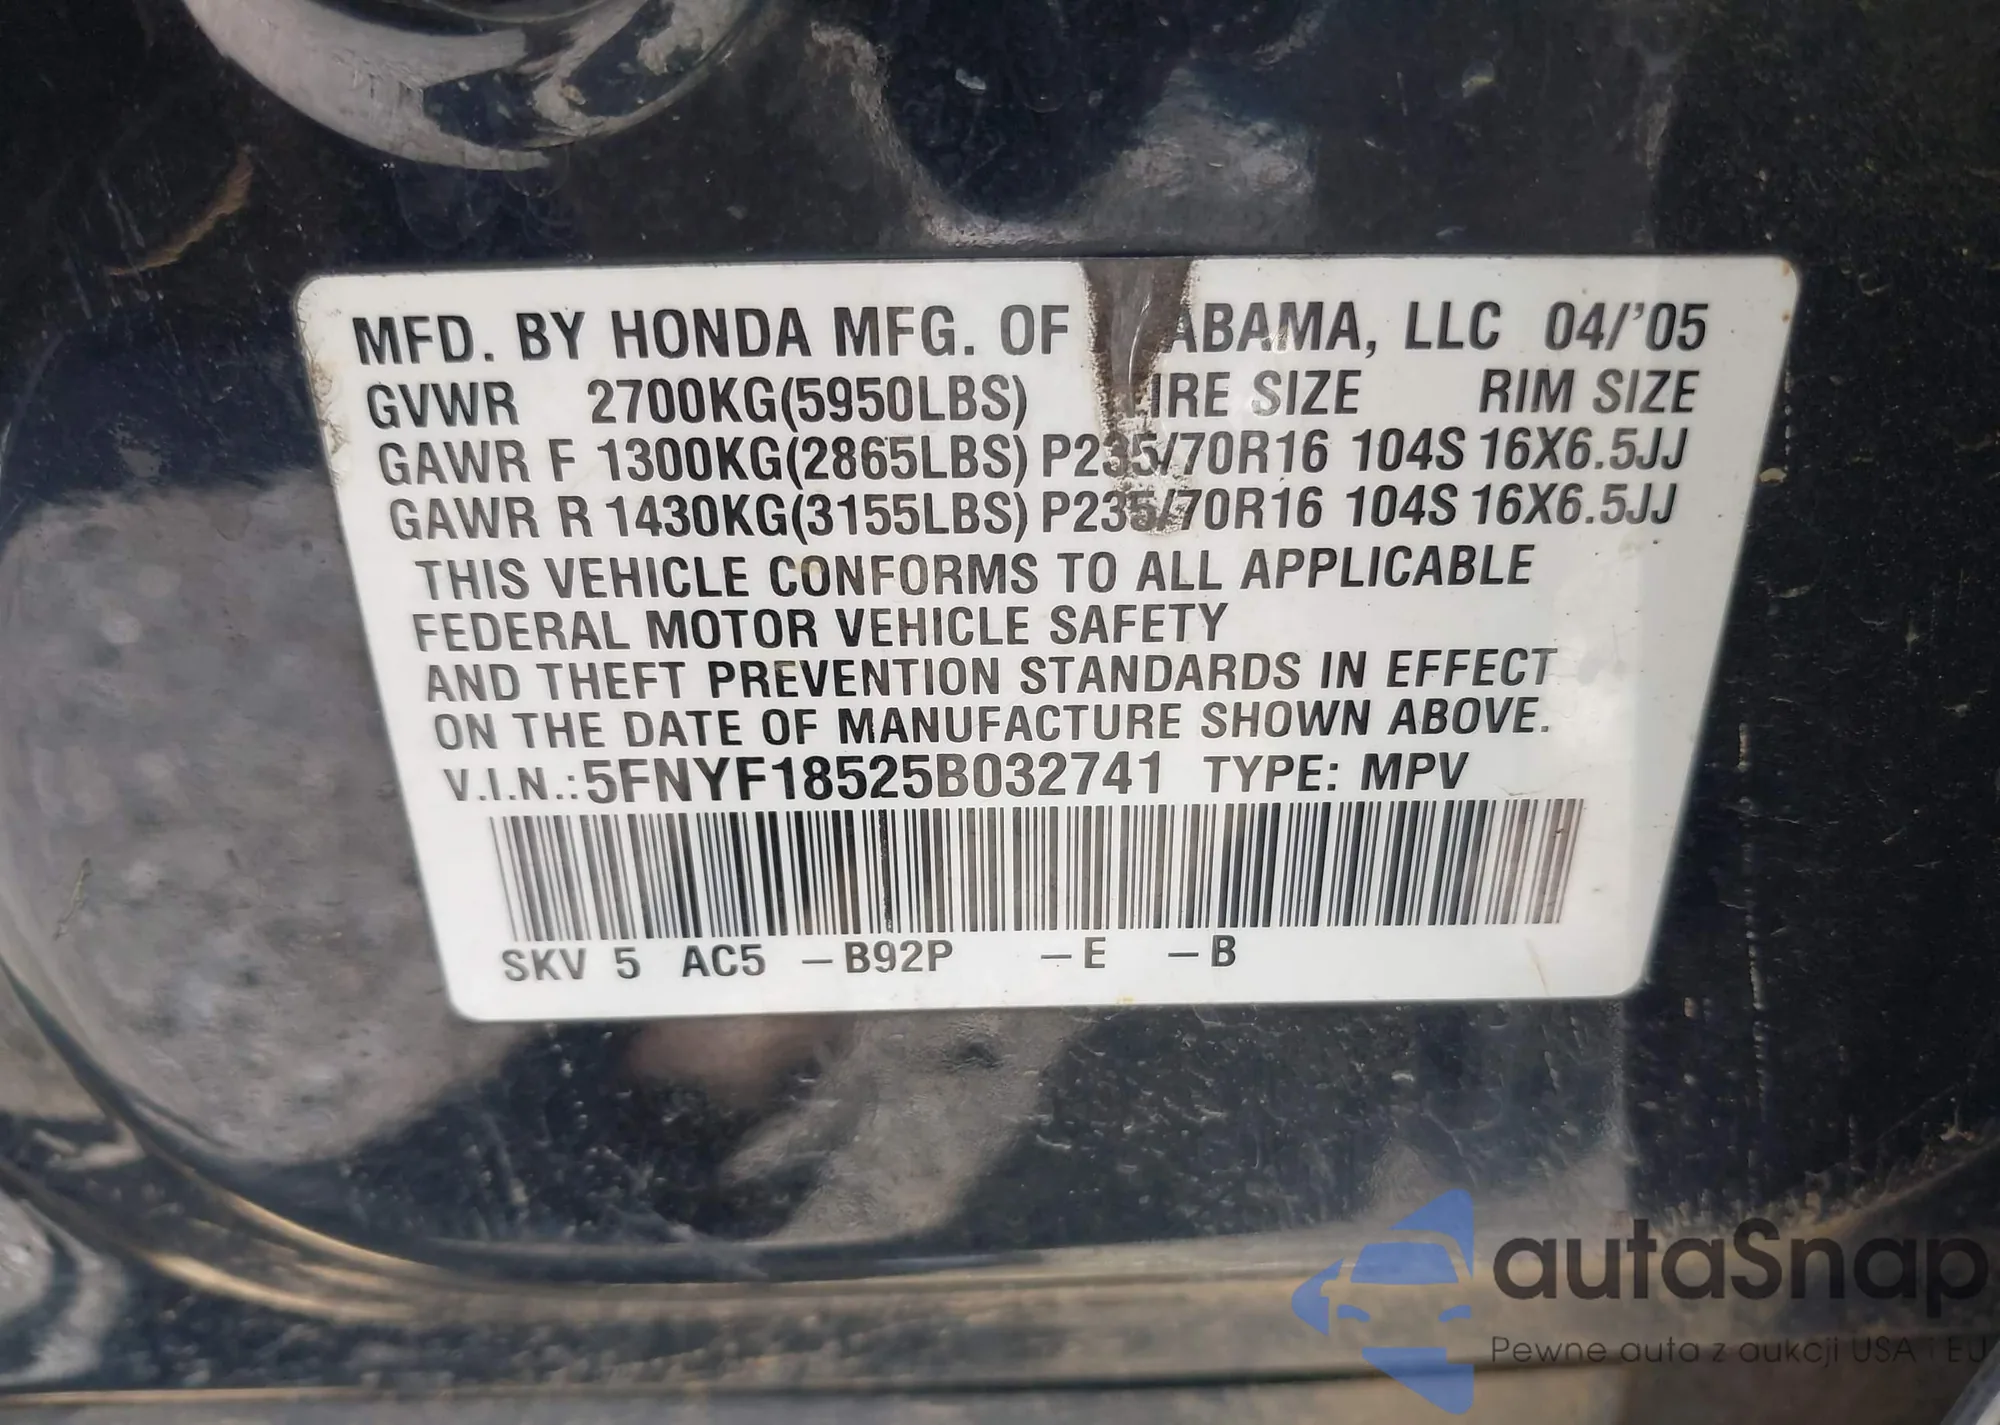 MFD. BY HONDA MFG. OF ABAMA, LLC 04/'05
GVWR 2700KG(5950LBS) IRE SIZE RIM SIZE
GAWR F 1300KG(2865LBS) P235/70R16 104S 16X6.5JJ
GAWR R 1430KG(3155LBS) P235/70R16 104S 16X6.5JJ
THIS VEHICLE CONFORMS TO ALL APPLICABLE
FEDERAL MOTOR VEHICLE SAFETY
AND THEFT PREVENTION STANDARDS IN EFFECT
ON THE DATE OF MANUFACTURE SHOWN ABOVE.
V.I.N.:5FNYF18525B032741 TYPE: MPV
SKV 5 AC5 –B92P –E –B
autaSnap
Pewne auta z aukcji USA i EU